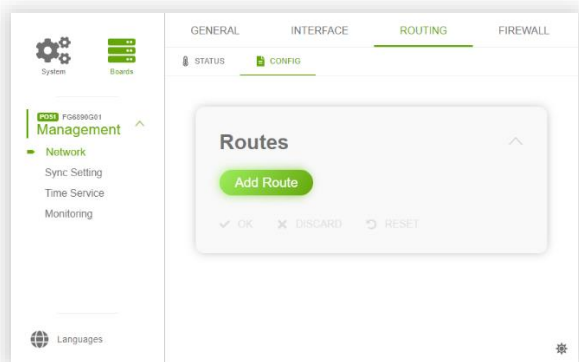 GENERAL INTERFACE ROUTING FIREWALL
System Boards
STATUS CONFIG
POS1 FG6890G01
Management
Network
Sync Setting
Time Service
Monitoring
Routes
Add Route
OK DISCARD RESET
Languages